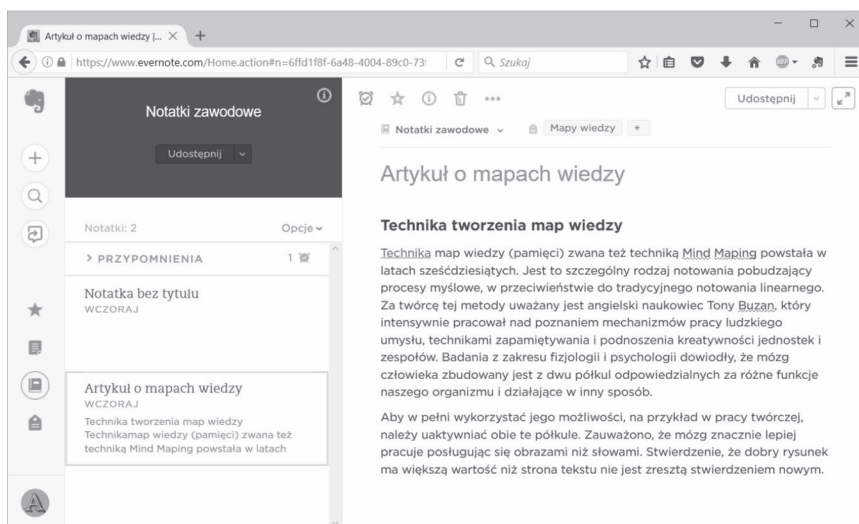 Artykuł o mapach wiedzy |...
https://www.evernote.com/Home.action#n=6ffd1f8f-6a48-4004-89c0-73
Szukaj
Notatki zawodowe
Udostępnij
Notatki: 2
Opcje
PRZYPOMNIENIA 1
Notatka bez tytułu
WCZORAJ
Artykuł o mapach wiedzy
WCZORAJ
Technika tworzenia map wiedzy
Technikamap wiedzy (pamięci) zwana też
techniką Mind Maping powstała w latach
A
Udostępnij
Notatki zawodowe
Mapy wiedzy
Artykuł o mapach wiedzy
Technika tworzenia map wiedzy
Technika map wiedzy (pamięci) zwana też techniką Mind Maping powstała w
latach sześćdziesiątych. Jest to szczególny rodzaj notowania pobudzający
procesy myślowe, w przeciwieństwie do tradycyjnego notowania linearnego.
Za twórcę tej metody uważany jest angielski naukowiec Tony Buzan, który
intensywnie pracował nad poznaniem mechanizmów pracy ludzkiego
umysłu, technikami zapamiętywania i podnoszenia kreatywności jednostek i
zespołów. Badania z zakresu fizjologii i psychologii dowiodły, że mózg
człowieka zbudowany jest z dwu półkul odpowiedzialnych za różne funkcje
naszego organizmu i działające w inny sposób.
Aby w pełni wykorzystać jego możliwości, na przykład w pracy twórczej,
należy uaktywniać obie te półkule. Zauważono, że mózg znacznie lepiej
pracuje posługując się obrazami niż słowami. Stwierdzenie, że dobry rysunek
ma większą wartość niż strona tekstu nie jest zresztą stwierdzeniem nowym.